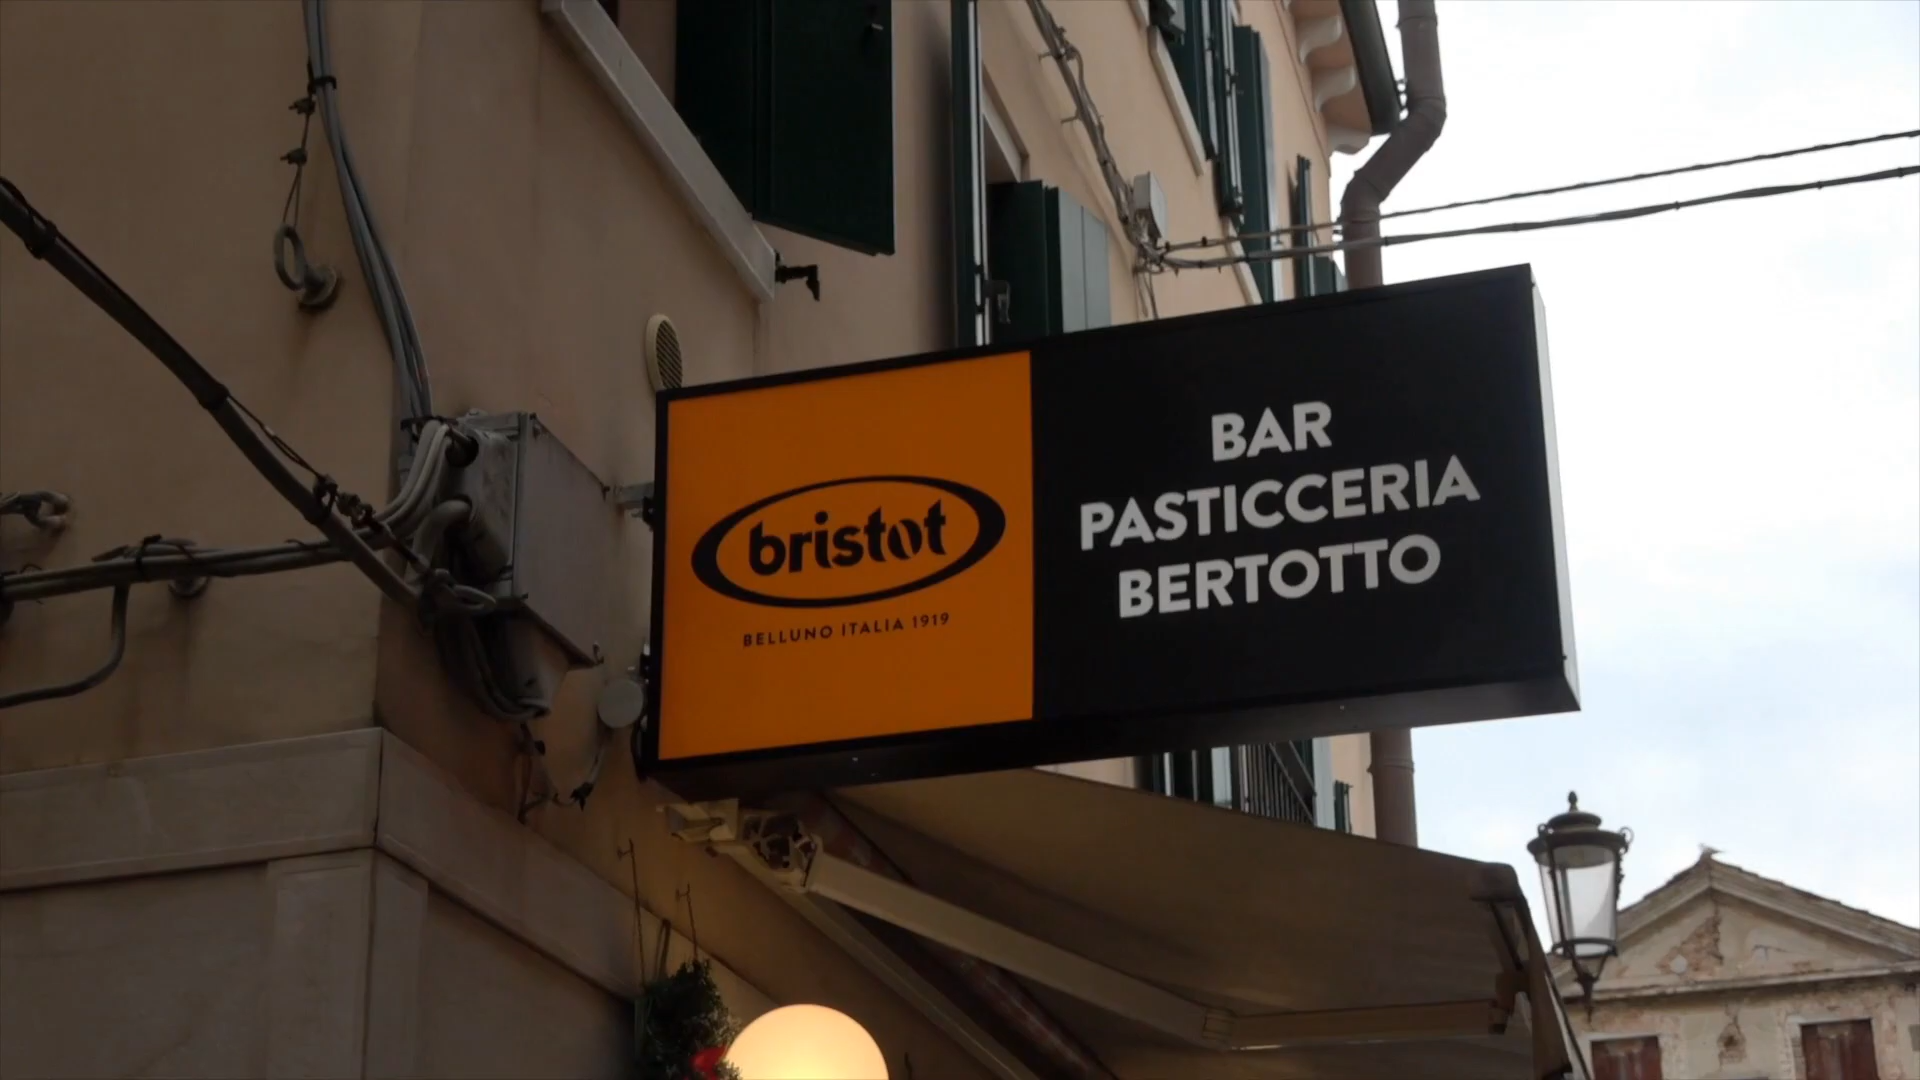 bristot
BELLUNO ITALIA 1919
BAR
PASTICCERIA
BERTOTTO